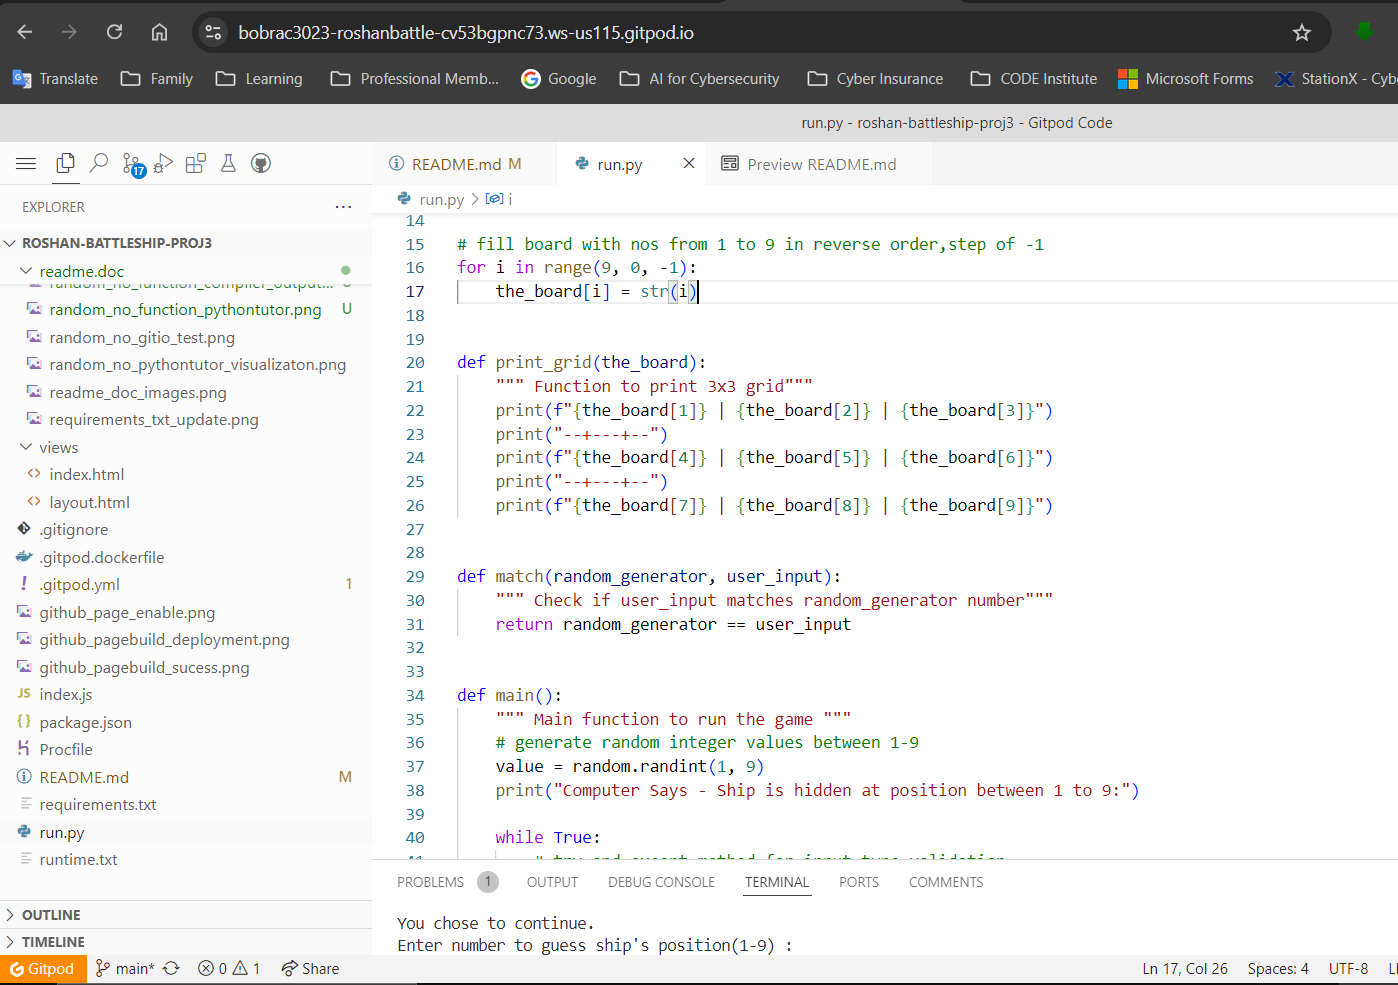 bobrac3023-roshanbattle-cv53bgpnc73.ws-us115.gitpod.io
Translate Family Learning Professional Memb... Google AI for Cybersecurity Cyber Insurance CODE Institute Microsoft Forms StationX - Cyb
run.py - roshan-battleship-proj3 - Gitpod Code
17
README.md M run.py Preview README.md
EXPLORER ...
run.py > i
ROSHAN-BATTLESHIP-PROJ3
readme.doc
random_no_function_compiler_output...
random_no_function_pythontutor.png U
random_no_gitio_test.png
random_no_pythontutor_visualizaton.png
readme_doc_images.png
requirements_txt_update.png
views
index.html
layout.html
.gitignore
.gitpod.dockerfile
.gitpod.yml 1
github_page_enable.png
github_pagebuild_deployment.png
github_pagebuild_sucess.png
JS index.js
{} package.json
Procfile
README.md M
requirements.txt
run.py
runtime.txt
OUTLINE
TIMELINE
14
15 # fill board with nos from 1 to 9 in reverse order,step of -1
16 for i in range(9, 0, -1):
17 the_board[i] = str(i)
18
19
20 def print_grid(the_board):
21 """ Function to print 3x3 grid"""
22 print(f"{the_board[1]} | {the_board[2]} | {the_board[3]}")
23 print("--+---+--")
24 print(f"{the_board[4]} | {the_board[5]} | {the_board[6]}")
25 print("--+---+--")
26 print(f"{the_board[7]} | {the_board[8]} | {the_board[9]}")
27
28
29 def match(random_generator, user_input):
30 """ Check if user_input matches random_generator number"""
31 return random_generator == user_input
32
33
34 def main():
35 """ Main function to run the game """
36 # generate random integer values between 1-9
37 value = random.randint(1, 9)
38 print("Computer Says - Ship is hidden at position between 1 to 9:")
39
40 while True:
41 # try and except method for input type validation
PROBLEMS 1 OUTPUT DEBUG CONSOLE TERMINAL PORTS COMMENTS
You chose to continue.
Enter number to guess ship's position(1-9) :
Gitpod main* 0 1 Share Ln 17, Col 26 Spaces: 4 UTF-8